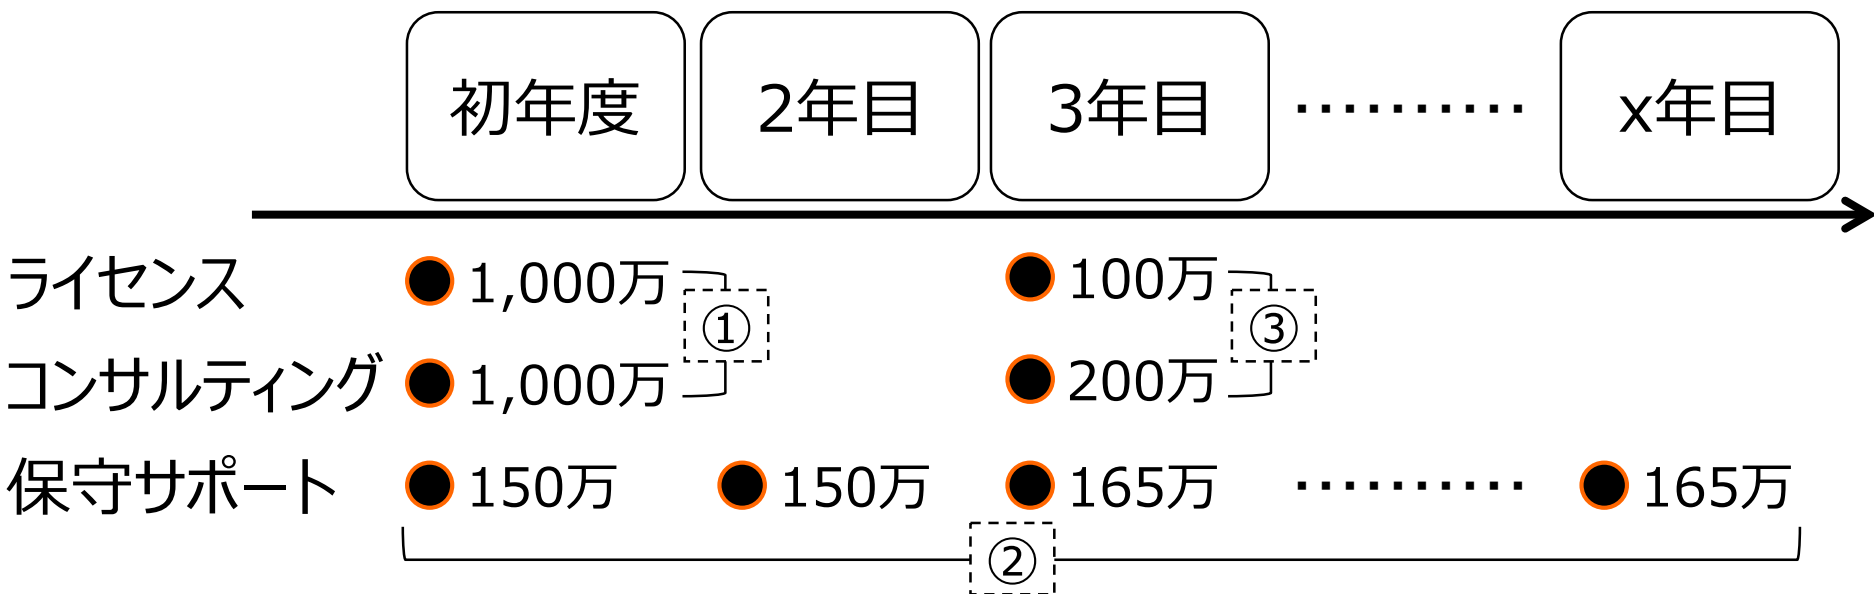 初年度 2年目 3年目 ・・・・・・・・・・ x年目
ライセンス 1,000万 100万
① ③
コンサルティング 1,000万 200万
保守サポート 150万 150万 165万 ・・・・・・・・・・ 165万
②